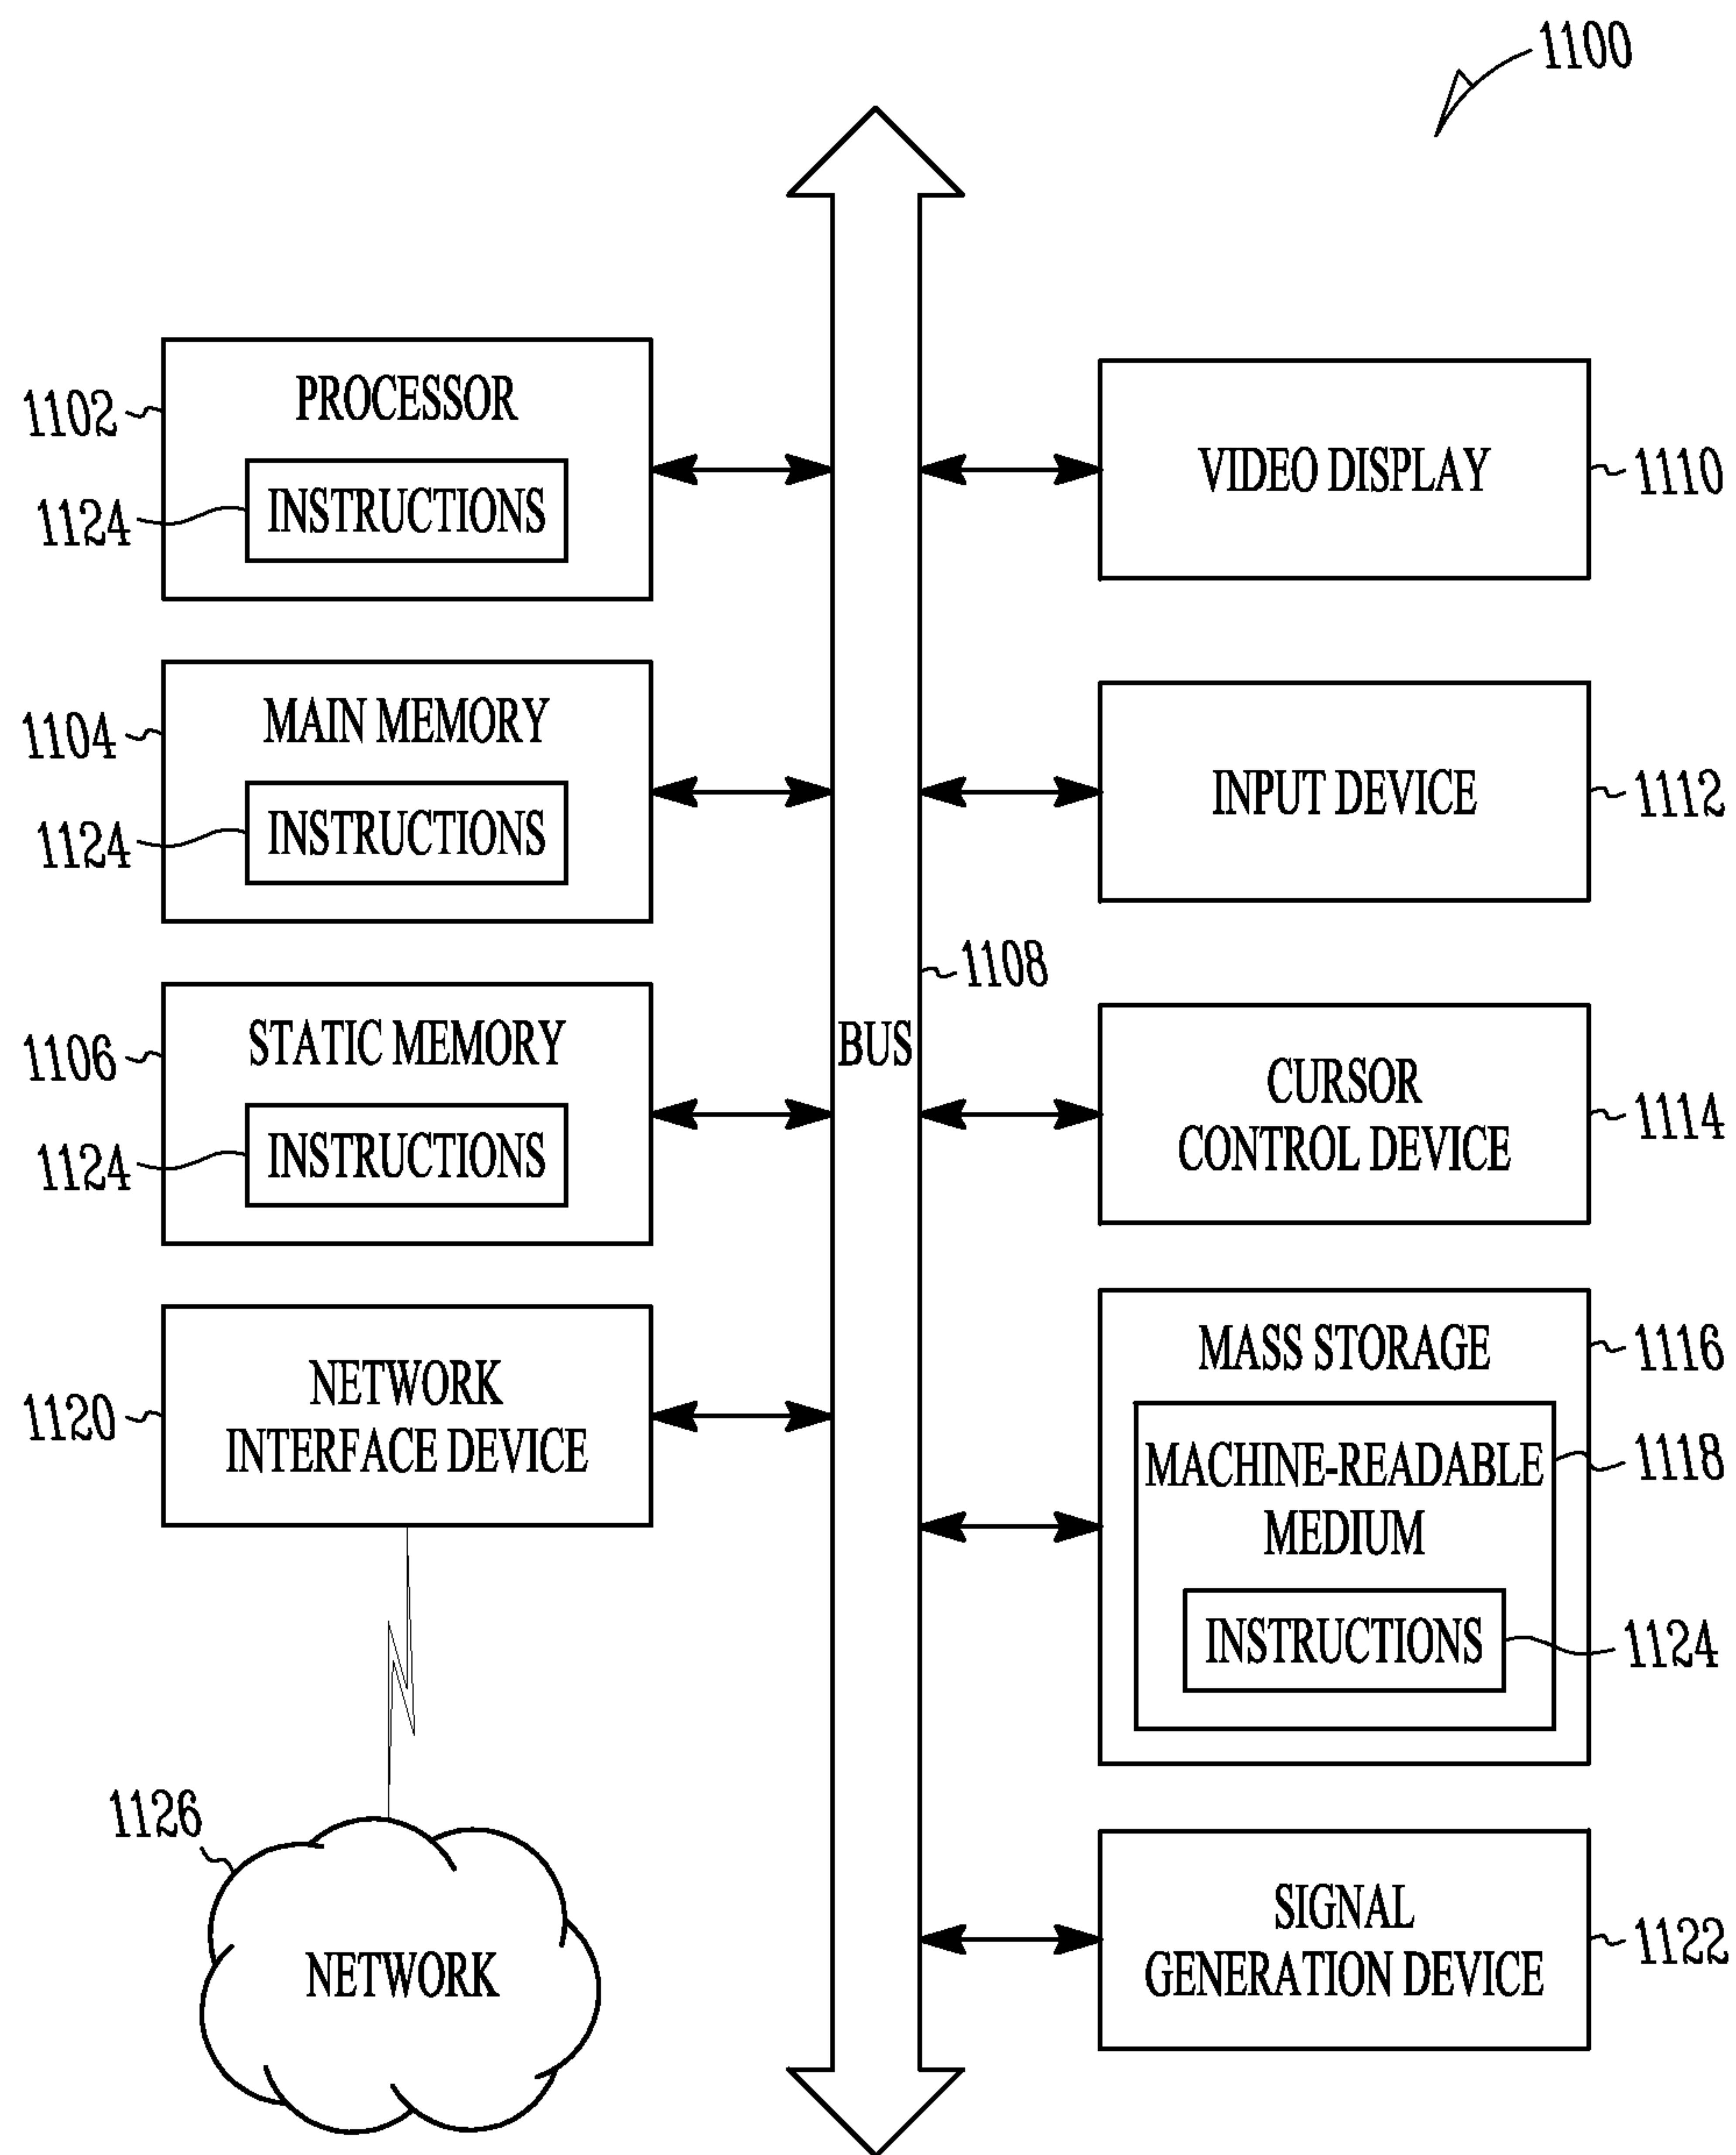 1100
PROCESSOR
1102
INSTRUCTIONS
1124
MAIN MEMORY
1104
INSTRUCTIONS
1124
STATIC MEMORY
1106
INSTRUCTIONS
1124
NETWORK
INTERFACE DEVICE
1120
1126
NETWORK
BUS
1108
VIDEO DISPLAY
1110
INPUT DEVICE
1112
CURSOR
CONTROL DEVICE
1114
MASS STORAGE
1116
MACHINE-READABLE
MEDIUM
1118
INSTRUCTIONS
1124
SIGNAL
GENERATION DEVICE
1122